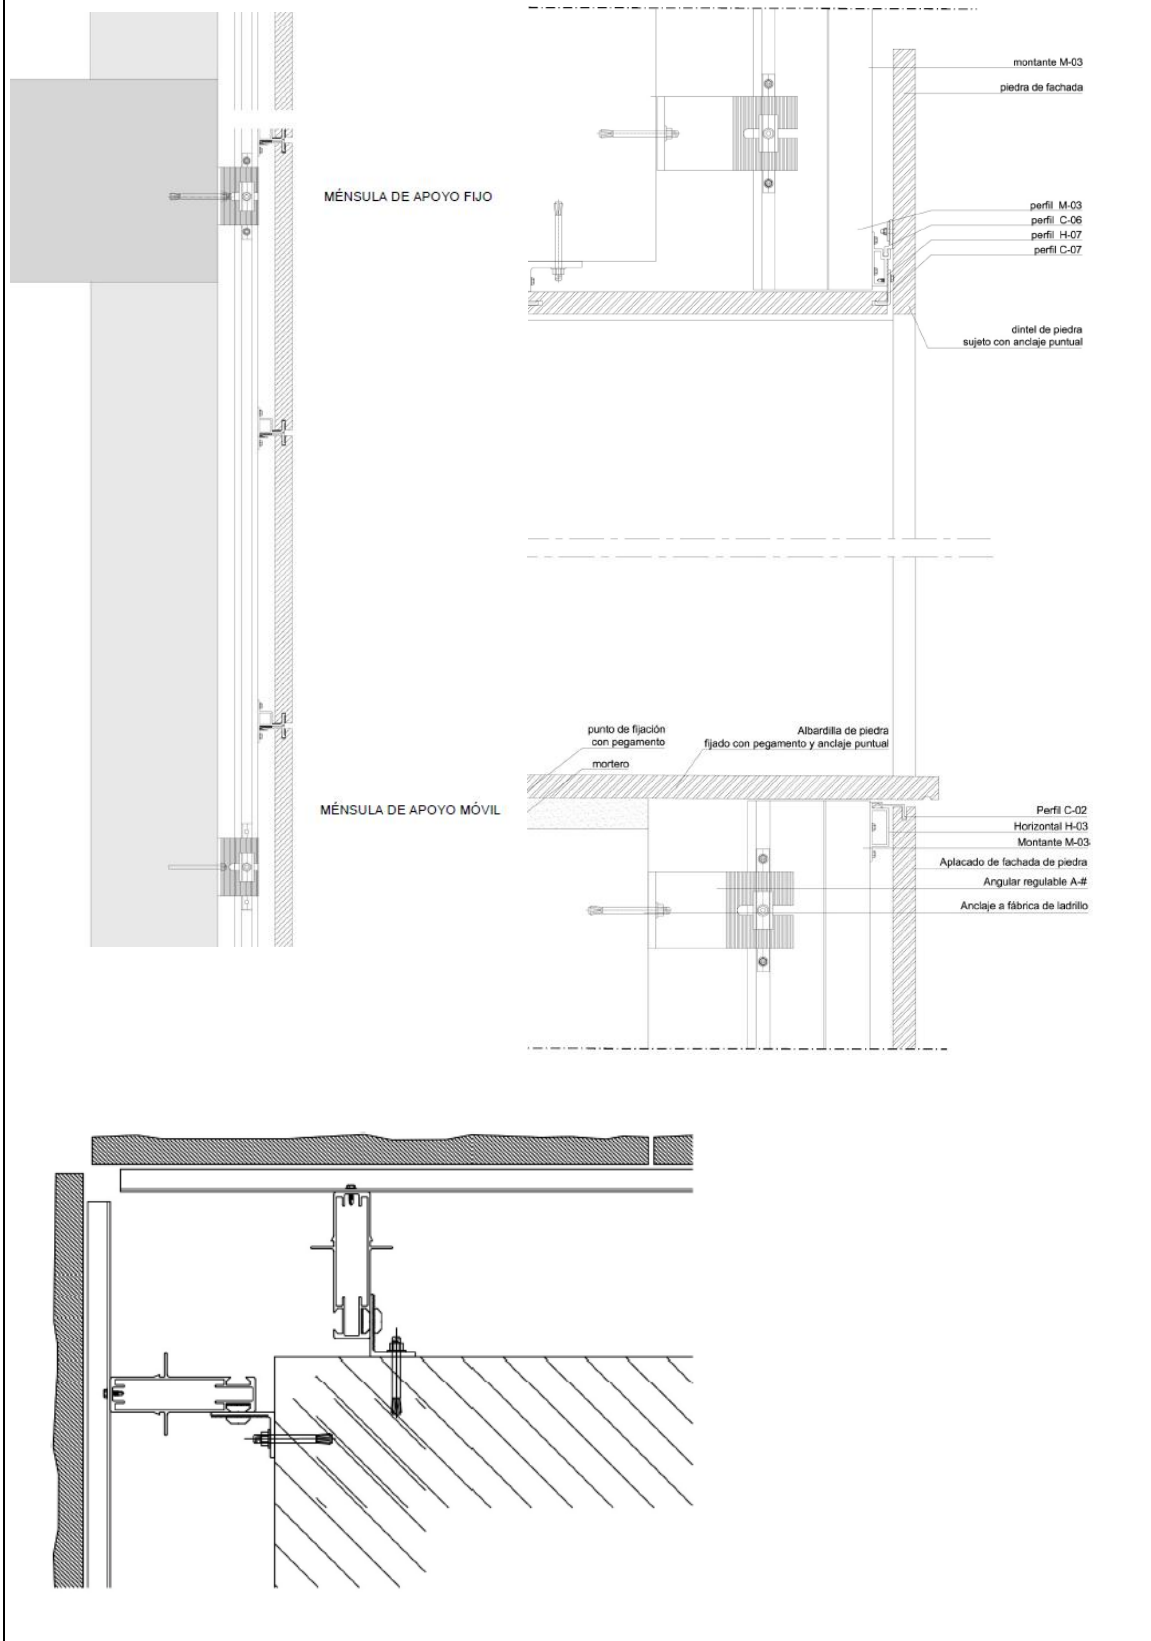 MÉNSULA DE APOYO FIJO
MÉNSULA DE APOYO MÓVIL
montante M-03
piedra de fachada
perfil M-03
perfil C-06
perfil H-07
perfil C-07
dintel de piedra
sujeto con anclaje puntual
punto de fijación
con pegamento
mortero
Albardilla de piedra
fijado con pegamento y anclaje puntual
Perfil C-02
Horizontal H-03
Montante M-03
Aplacado de fachada de piedra
Angular regulable A-#
Anclaje a fábrica de ladrillo